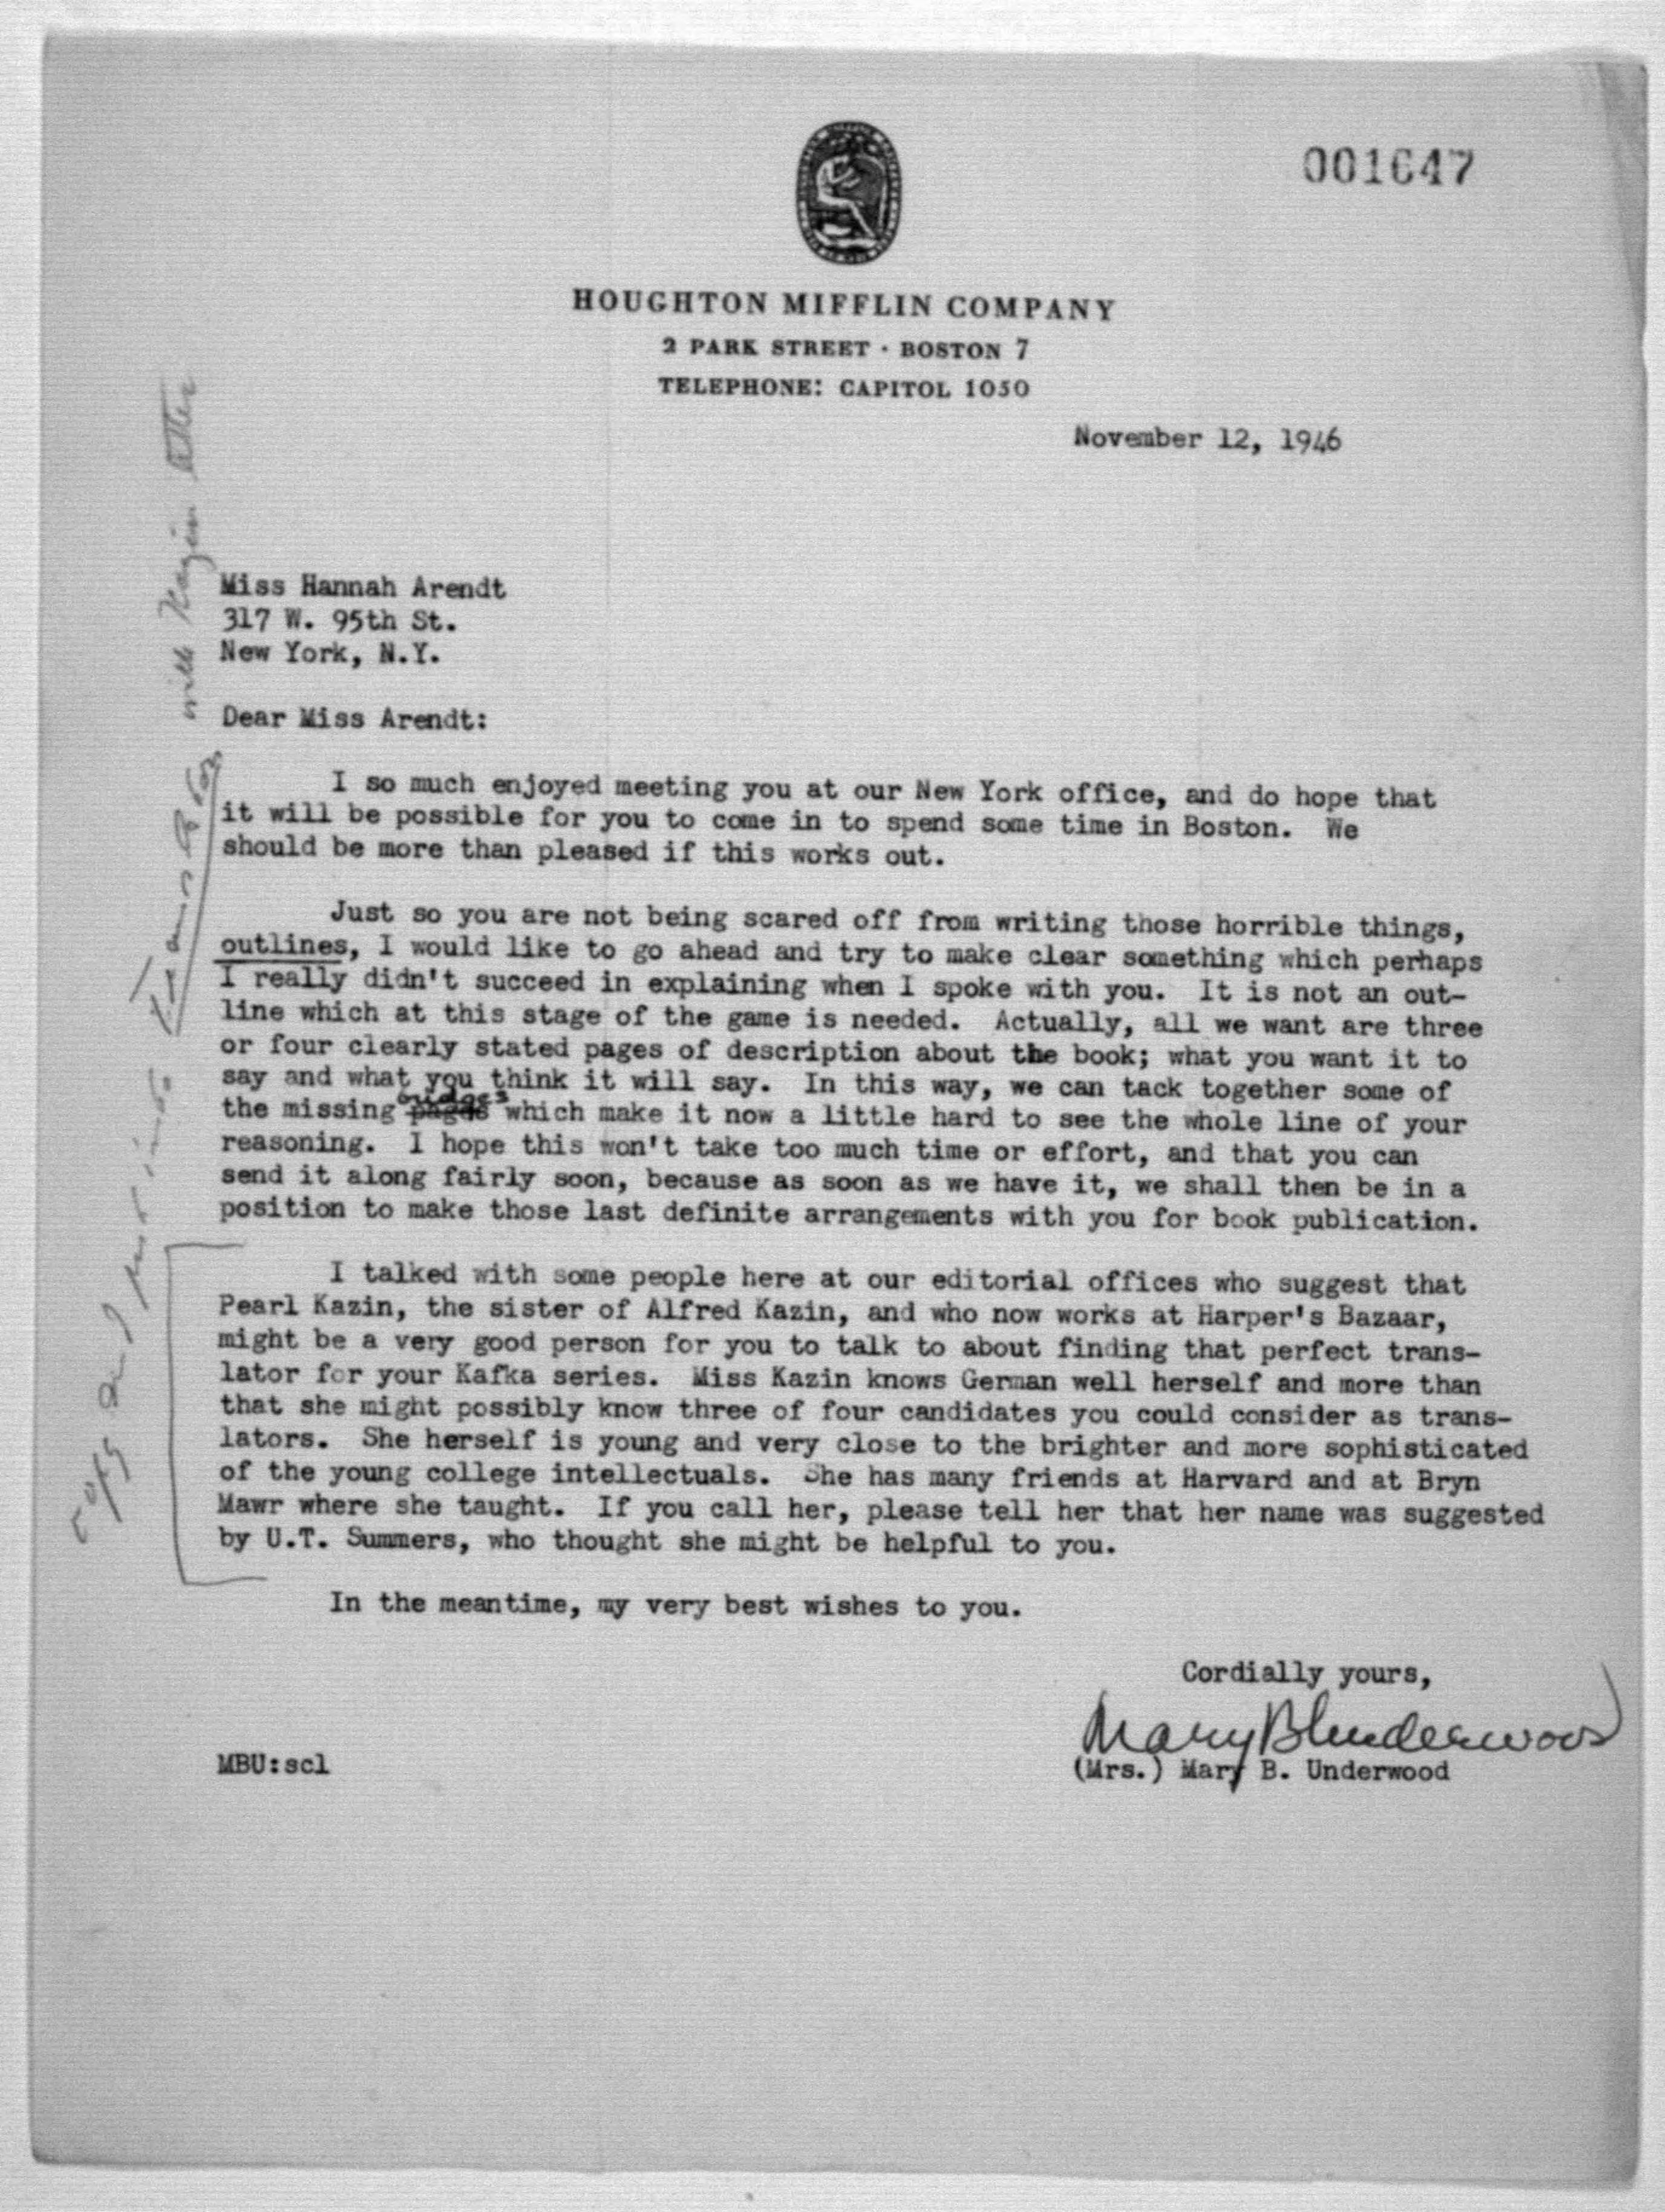 001647
HOUGHTON MIFFLIN COMPANY
2 PARK STREET · BOSTON 7
TELEPHONE: CAPITOL 1050
November 12, 1946
Miss Hannah Arendt
317 W. 95th St.
New York, N.Y.
Dear Miss Arendt:
I so much enjoyed meeting you at our New York office, and do hope that
it will be possible for you to come in to spend some time in Boston. We
should be more than pleased if this works out.
Just so you are not being scared off from writing those horrible things,
outlines, I would like to go ahead and try to make clear something which perhaps
I really didn't succeed in explaining when I spoke with you. It is not an out-
line which at this stage of the game is needed. Actually, all we want are three
or four clearly stated pages of description about the book; what you want it to
say and what you think it will say. In this way, we can tack together some of
the missing bridges which make it now a little hard to see the whole line of your
reasoning. I hope this won't take too much time or effort, and that you can
send it along fairly soon, because as soon as we have it, we shall then be in a
position to make those last definite arrangements with you for book publication.
I talked with some people here at our editorial offices who suggest that
Pearl Kazin, the sister of Alfred Kazin, and who now works at Harper's Bazaar,
might be a very good person for you to talk to about finding that perfect trans-
lator for your Kafka series. Miss Kazin knows German well herself and more than
that she might possibly know three of four candidates you could consider as trans-
lators. She herself is young and very close to the brighter and more sophisticated
of the young college intellectuals. She has many friends at Harvard and at Bryn
Mawr where she taught. If you call her, please tell her that her name was suggested
by U.T. Summers, who thought she might be helpful to you.
In the meantime, my very best wishes to you.
Cordially yours,
Mary B Underwood
(Mrs.) Mary B. Underwood
MBU:scl
with Kazin letter